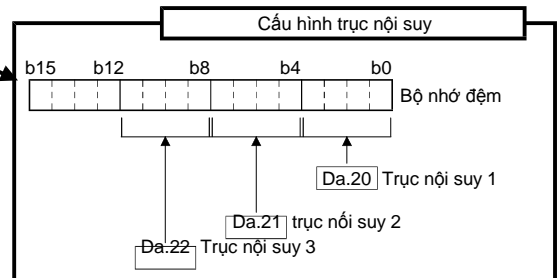 Cấu hình trục nội suy
b15 b12 b8 b4 b0
Bộ nhớ đệm
Da.20 Trục nội suy 1
Da.21 trục nối suy 2
Da.22 Trục nội suy 3